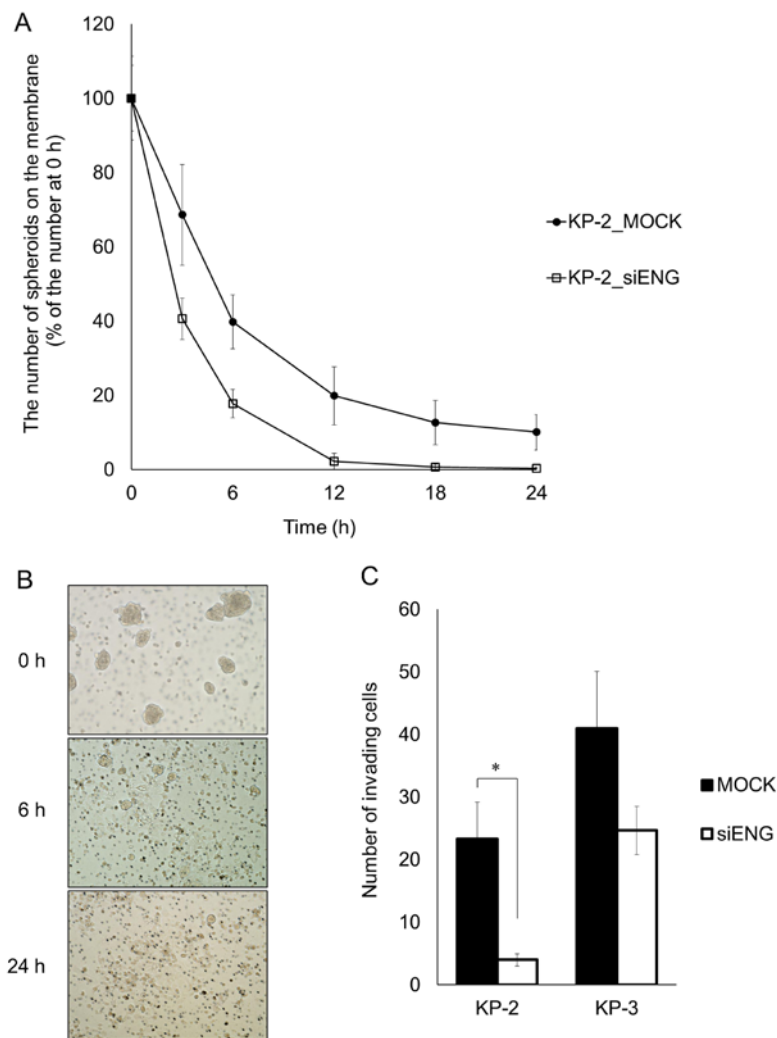 A
The number of spheroids on the membrane
(% of the number at 0 h)
120
100
80
60
40
20
0
0 6 12 18 24
Time (h)
KP-2_MOCK
KP-2_siENG
B
0 h
6 h
24 h
C
Number of invading cells
60
50
40
30
20
10
0
*
KP-2 KP-3
MOCK
siENG